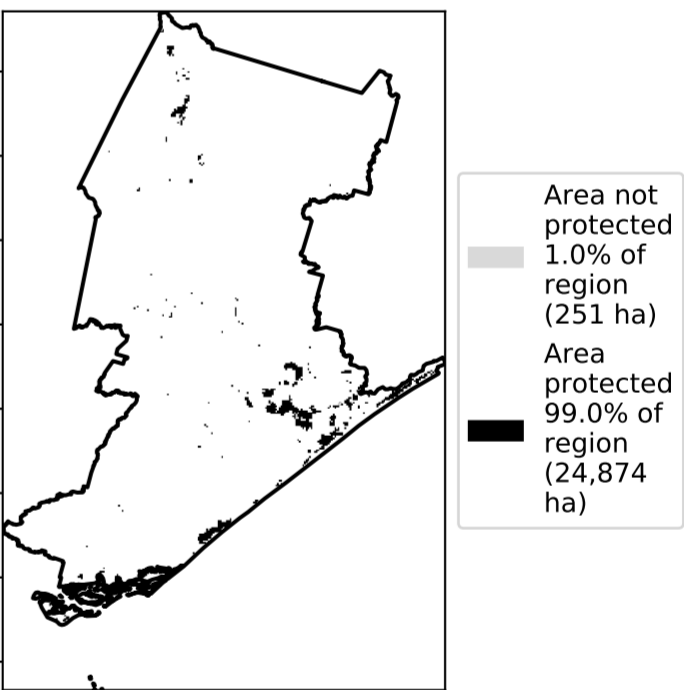 Area not
protected
1.0% of
region
(251 ha)
Area
protected
99.0% of
region
(24,874
ha)